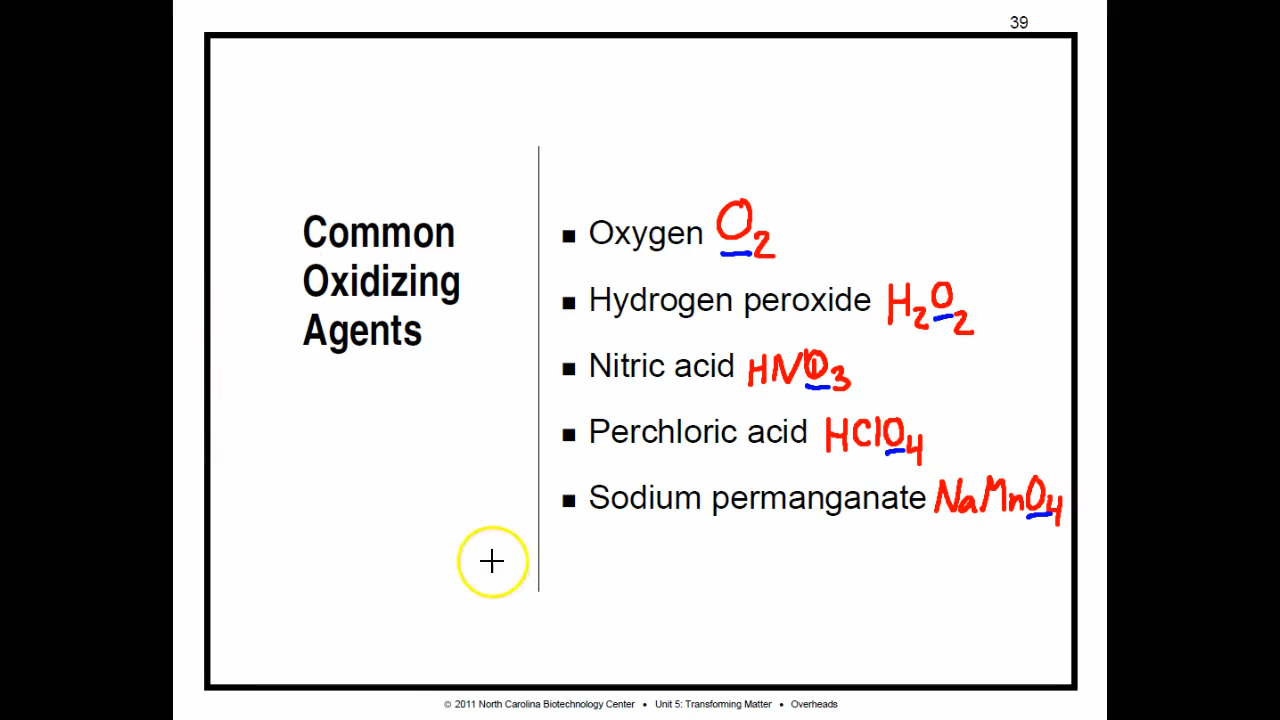 39
Common
Oxidizing
Agents
■ Oxygen O₂
■ Hydrogen peroxide H₂O₂
■ Nitric acid HNO₃
■ Perchloric acid HClO₄
■ Sodium permanganate NaMnO₄
© 2011 North Carolina Biotechnology Center • Unit 5: Transforming Matter • Overheads